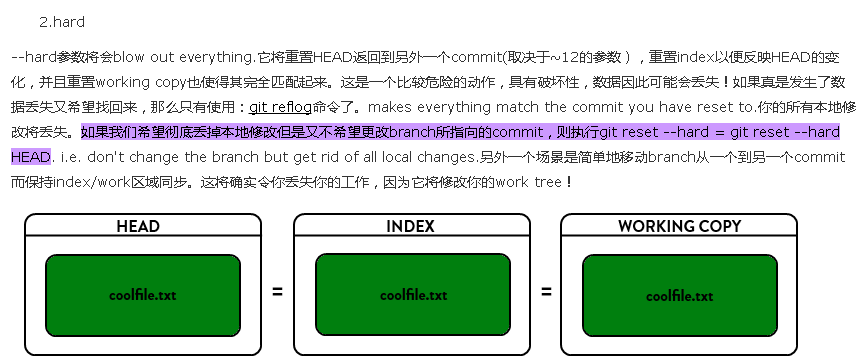 2.hard
--hard参数将会blow out everything.它将重置HEAD返回到另外一个commit(取决于~12的参数），重置index以便反映HEAD的变
化，并且重置working copy也使得其完全匹配起来。这是一个比较危险的动作，具有破坏性，数据因此可能会丢失！如果真是发生了数
据丢失又希望找回来，那么只有使用：git reflog命令了。makes everything match the commit you have reset to.你的所有本地修
改将丢失。如果我们希望彻底丢掉本地修改但是又不希望更改branch所指向的commit，则执行git reset --hard = git reset --hard
HEAD. i.e. don't change the branch but get rid of all local changes.另外一个场景是简单地移动branch从一个到另一个commit
而保持index/work区域同步。这将确实令你丢失你的工作，因为它将修改你的work tree！
HEAD INDEX WORKING COPY
coolfile.txt = coolfile.txt = coolfile.txt